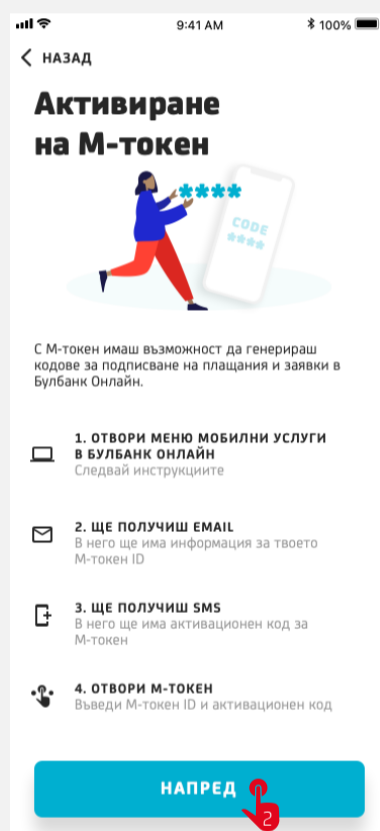 9:41 AM
100%
НАЗАД
Активиране
на М-токен
****
CODE
****
С М-токен имаш възможност да генерираш
кодове за подписване на плащания и заявки в
Булбанк Онлайн.
1. ОТВОРИ МЕНЮ МОБИЛНИ УСЛУГИ
В БУЛБАНК ОНЛАЙН
Следвай инструкциите
2. ЩЕ ПОЛУЧИШ EMAIL
В него ще има информация за твоето
М-токен ID
3. ЩЕ ПОЛУЧИШ SMS
В него ще има активационен код за
М-токен
4. ОТВОРИ М-ТОКЕН
Въведи М-токен ID и активационен код
НАПРЕД
2